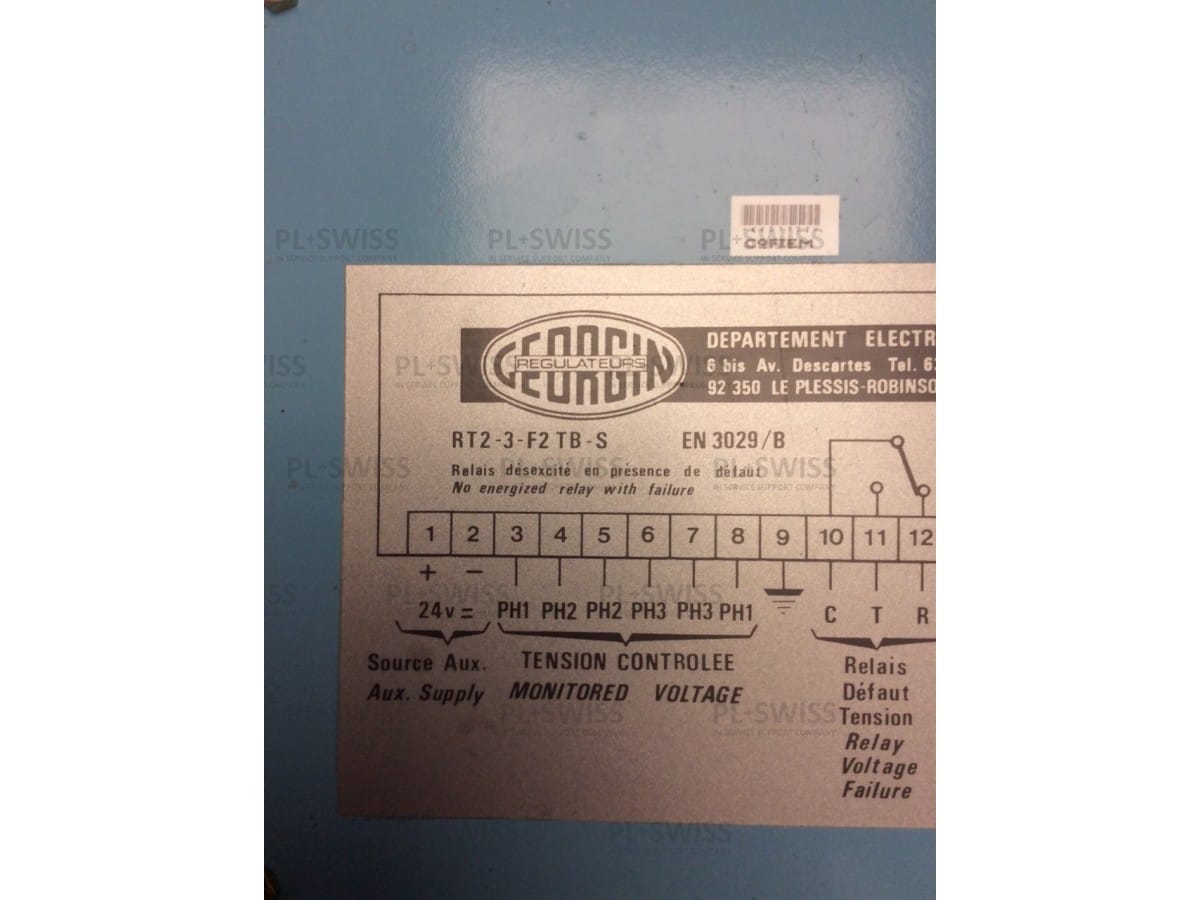 COFIEM
GEORGIN
REGULATEURS
DEPARTEMENT ELECTR
6 bis Av. Descartes Tel. 63
92 350 LE PLESSIS-ROBINSO
RT2-3-F2 TB-S EN 3029/B
Relais désexcité en présence de défaut
No energized relay with failure
1 2 3 4 5 6 7 8 9 10 11 12
+ −
24v = PH1 PH2 PH2 PH3 PH3 PH1 C T R
Source Aux. TENSION CONTROLEE
Aux. Supply MONITORED VOLTAGE
Relais
Défaut
Tension
Relay
Voltage
Failure
PL+SWISS
IN SERVICE SUPPORT COMPANY